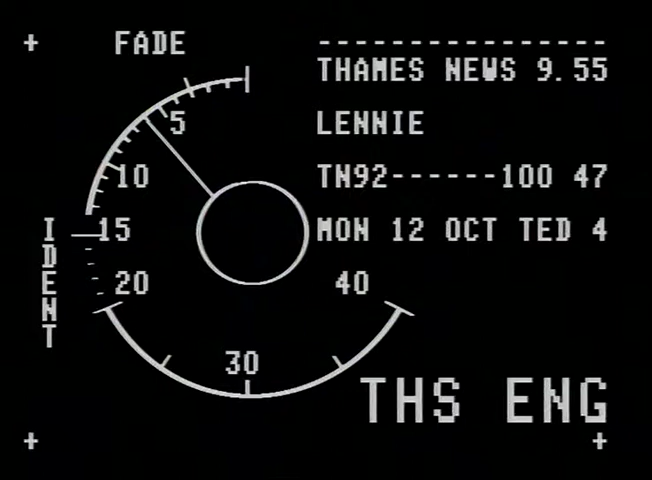 FADE
----------------
THAMES NEWS 9.55
LENNIE
TN92------100 47
MON 12 OCT TED 4
5
10
15
20
30
40
IDENT
THS ENG